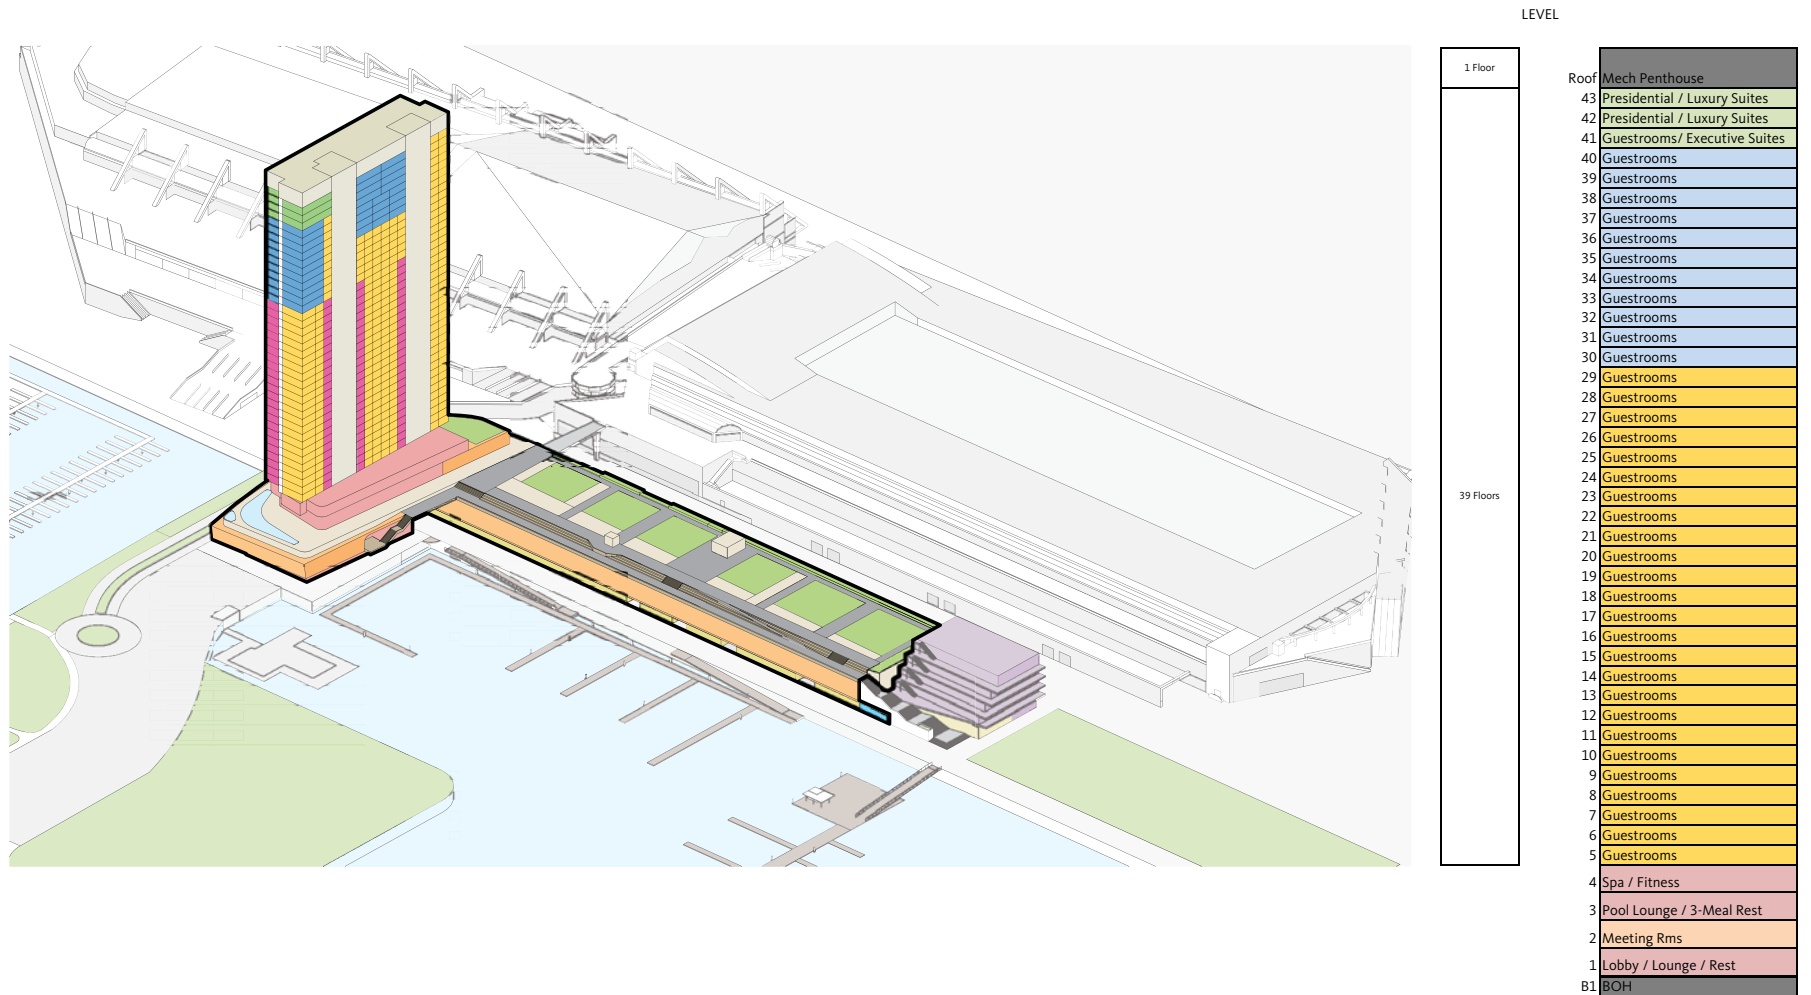 LEVEL
1 Floor
Roof Mech Penthouse
43 Presidential / Luxury Suites
42 Presidential / Luxury Suites
41 Guestrooms/ Executive Suites
40 Guestrooms
39 Guestrooms
38 Guestrooms
37 Guestrooms
36 Guestrooms
35 Guestrooms
34 Guestrooms
33 Guestrooms
32 Guestrooms
31 Guestrooms
30 Guestrooms
29 Guestrooms
28 Guestrooms
27 Guestrooms
26 Guestrooms
25 Guestrooms
24 Guestrooms
39 Floors
23 Guestrooms
22 Guestrooms
21 Guestrooms
20 Guestrooms
19 Guestrooms
18 Guestrooms
17 Guestrooms
16 Guestrooms
15 Guestrooms
14 Guestrooms
13 Guestrooms
12 Guestrooms
11 Guestrooms
10 Guestrooms
9 Guestrooms
8 Guestrooms
7 Guestrooms
6 Guestrooms
5 Guestrooms
4 Spa / Fitness
3 Pool Lounge / 3-Meal Rest
2 Meeting Rms
1 Lobby / Lounge / Rest
B1 BOH